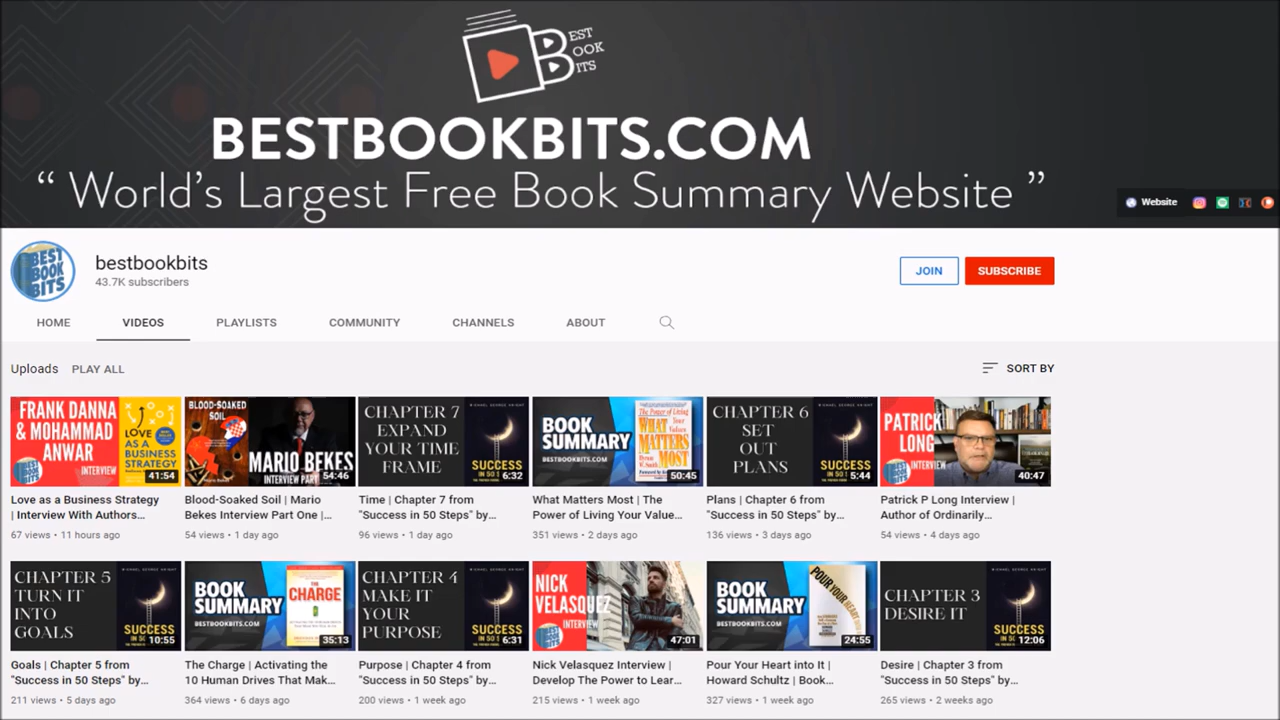 BEST
BOOK
BITS
BESTBOOKBITS.COM
“ World's Largest Free Book Summary Website ”
Website
BEST
BOOK
BITS
bestbookbits
43.7K subscribers
JOIN
SUBSCRIBE
HOME
VIDEOS
PLAYLISTS
COMMUNITY
CHANNELS
ABOUT
Uploads
PLAY ALL
SORT BY
FRANK DANNA
& MOHAMMAD
ANWAR
INTERVIEW
LOVE
AS A
BUSINESS
STRATEGY
41:54
BLOOD-SOAKED
SOIL
MARIO BEKES
INTERVIEW PART
54:46
CHAPTER 7
EXPAND
YOUR TIME
FRAME
SUCCESS
IN 50 S
6:32
BOOK
SUMMARY
BESTBOOKBITS.COM
The Power of Living
Your
Values
WHAT
MATTERS
MOST
50:45
CHAPTER 6
SET
OUT
PLANS
SUCCESS
IN 50 S
5:44
PATRICK
LONG
INTERVIEW
40:47
Love as a Business Strategy
| Interview With Authors...
67 views • 11 hours ago
Blood-Soaked Soil | Mario
Bekes Interview Part One |...
54 views • 1 day ago
Time | Chapter 7 from
"Success in 50 Steps" by...
96 views • 1 day ago
What Matters Most | The
Power of Living Your Value...
351 views • 2 days ago
Plans | Chapter 6 from
"Success in 50 Steps" by...
136 views • 3 days ago
Patrick P Long Interview |
Author of Ordinarily...
54 views • 4 days ago
CHAPTER 5
TURN IT
INTO
GOALS
SUCCESS
10:55
BOOK
SUMMARY
BESTBOOKBITS.COM
THE
CHARGE
35:13
CHAPTER 4
MAKE IT
YOUR
PURPOSE
SUCCESS
IN 50 S
6:31
NICK
VELASQUEZ
INTERVIEW
47:01
BOOK
SUMMARY
BESTBOOKBITS.COM
POUR YOUR HEART
24:55
CHAPTER 3
DESIRE IT
SUCCESS
12:06
Goals | Chapter 5 from
"Success in 50 Steps" by...
211 views • 5 days ago
The Charge | Activating the
10 Human Drives That Mak...
364 views • 6 days ago
Purpose | Chapter 4 from
"Success in 50 Steps" by...
200 views • 1 week ago
Nick Velasquez Interview |
Develop The Power to Lear...
215 views • 1 week ago
Pour Your Heart into It |
Howard Schultz | Book...
327 views • 1 week ago
Desire | Chapter 3 from
"Success in 50 Steps" by...
265 views • 2 weeks ago